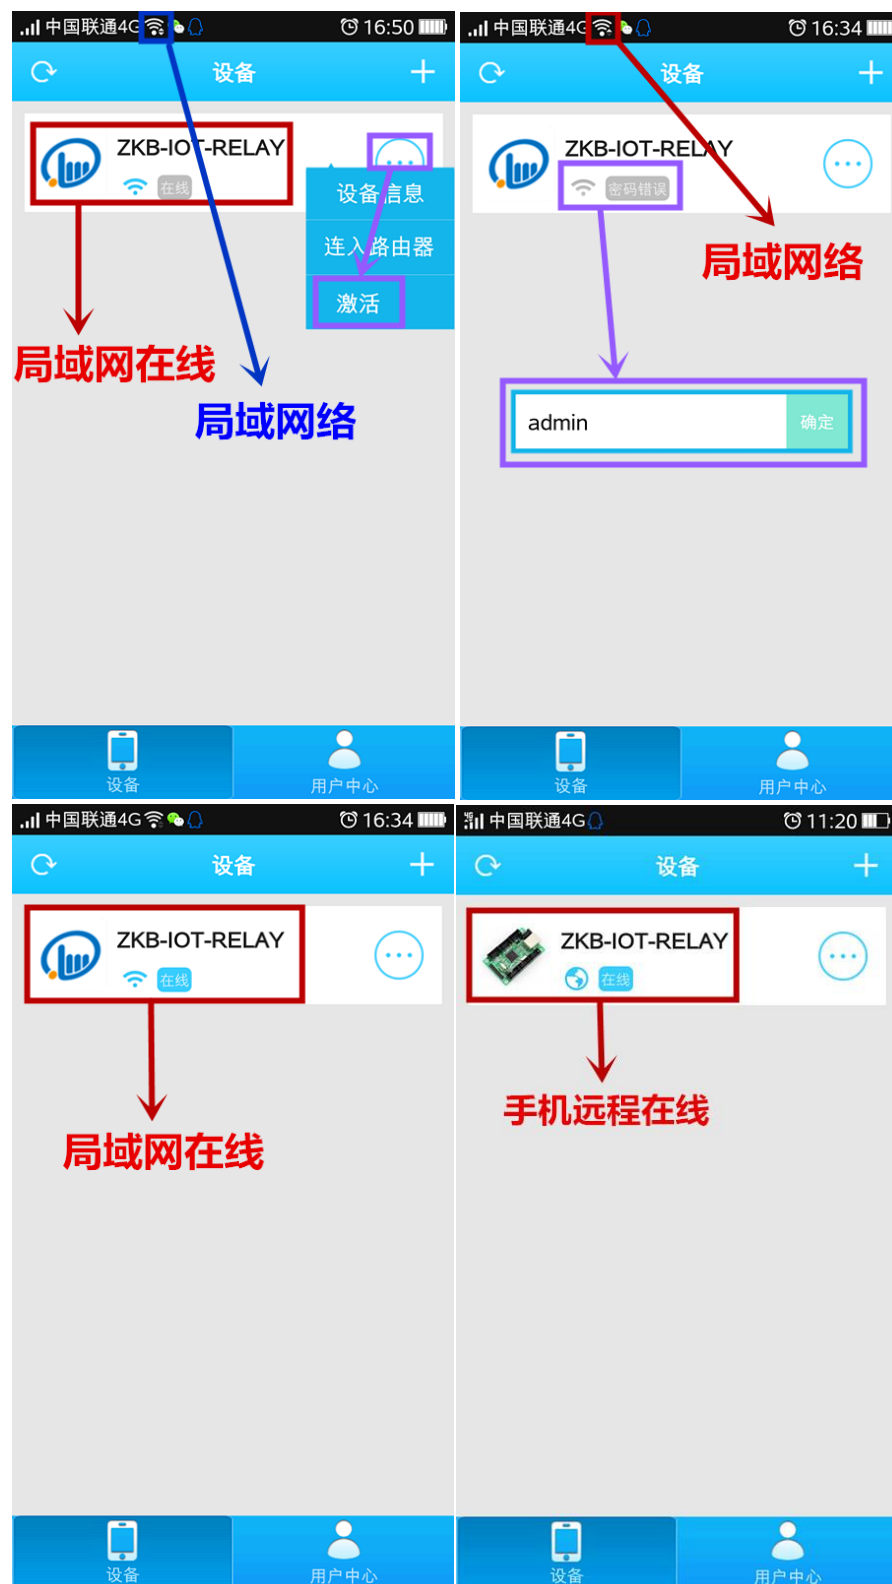 中国联通4G 16:50
设备
ZKB-IOT-RELAY
在线
设备信息
连入路由器
激活
局域网在线
局域网络
设备
用户中心
中国联通4G 16:34
设备
ZKB-IOT-RELAY
密码错误
局域网络
admin
确定
设备
用户中心
中国联通4G 16:34
设备
ZKB-IOT-RELAY
在线
局域网在线
设备
用户中心
中国联通4G 11:20
设备
ZKB-IOT-RELAY
在线
手机远程在线
设备
用户中心